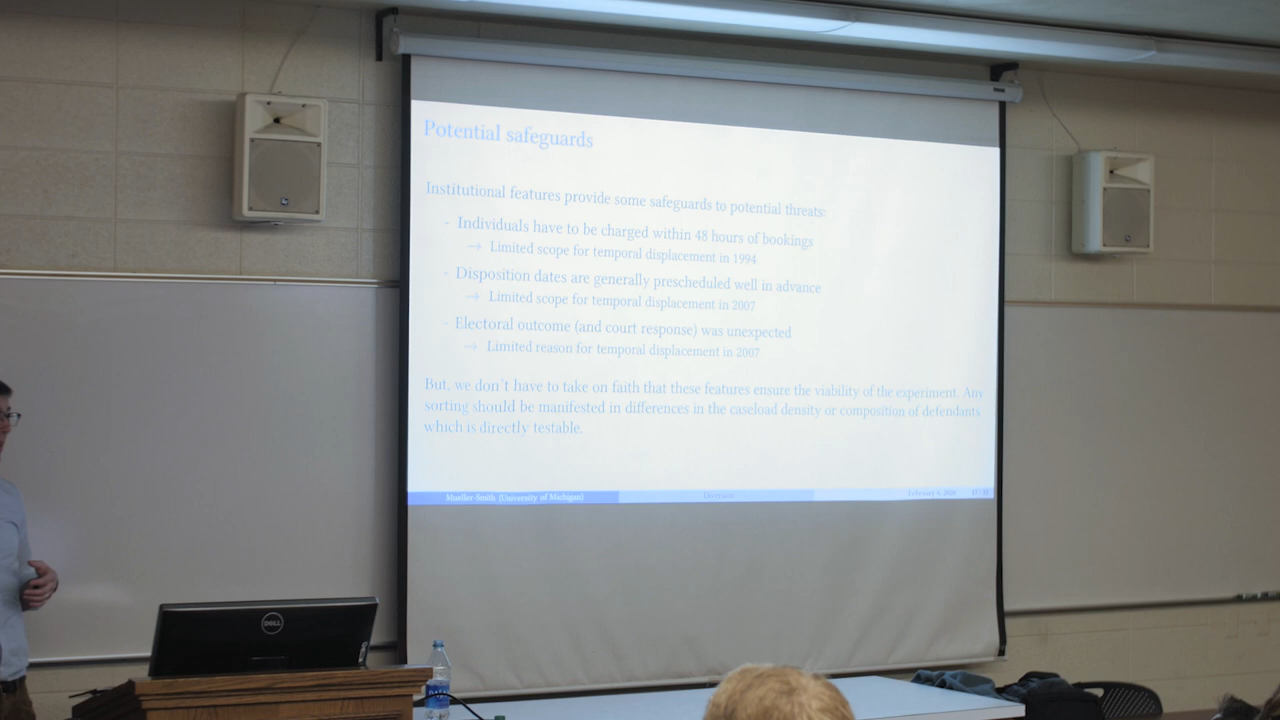 Potential safeguards
Institutional features provide some safeguards to potential threats:
- Individuals have to be charged within 48 hours of bookings
→ Limited scope for temporal displacement in 1994
- Disposition dates are generally prescheduled well in advance
→ Limited scope for temporal displacement in 2007
- Electoral outcome (and court response) was unexpected
→ Limited reason for temporal displacement in 2007
But, we don't have to take on faith that these features ensure the viability of the experiment. Any
sorting should be manifested in differences in the caseload density or composition of defendants
which is directly testable.
Mueller-Smith (University of Michigan)
Diversion
February 4, 2020
DELL